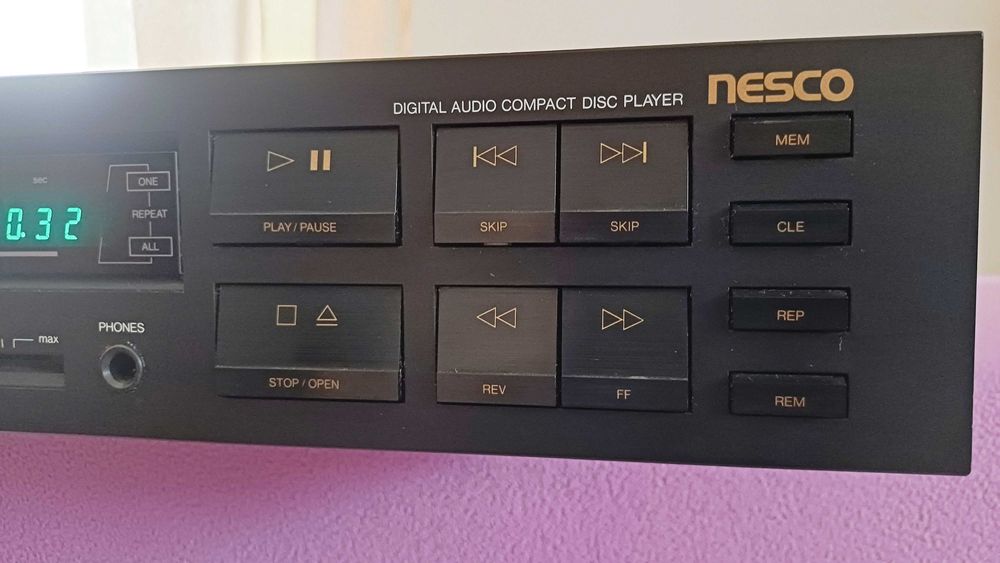 DIGITAL AUDIO COMPACT DISC PLAYER
nesco
sec
0.32
ONE
REPEAT
ALL
max
PHONES
PLAY / PAUSE
SKIP
SKIP
STOP / OPEN
REV
FF
MEM
CLE
REP
REM